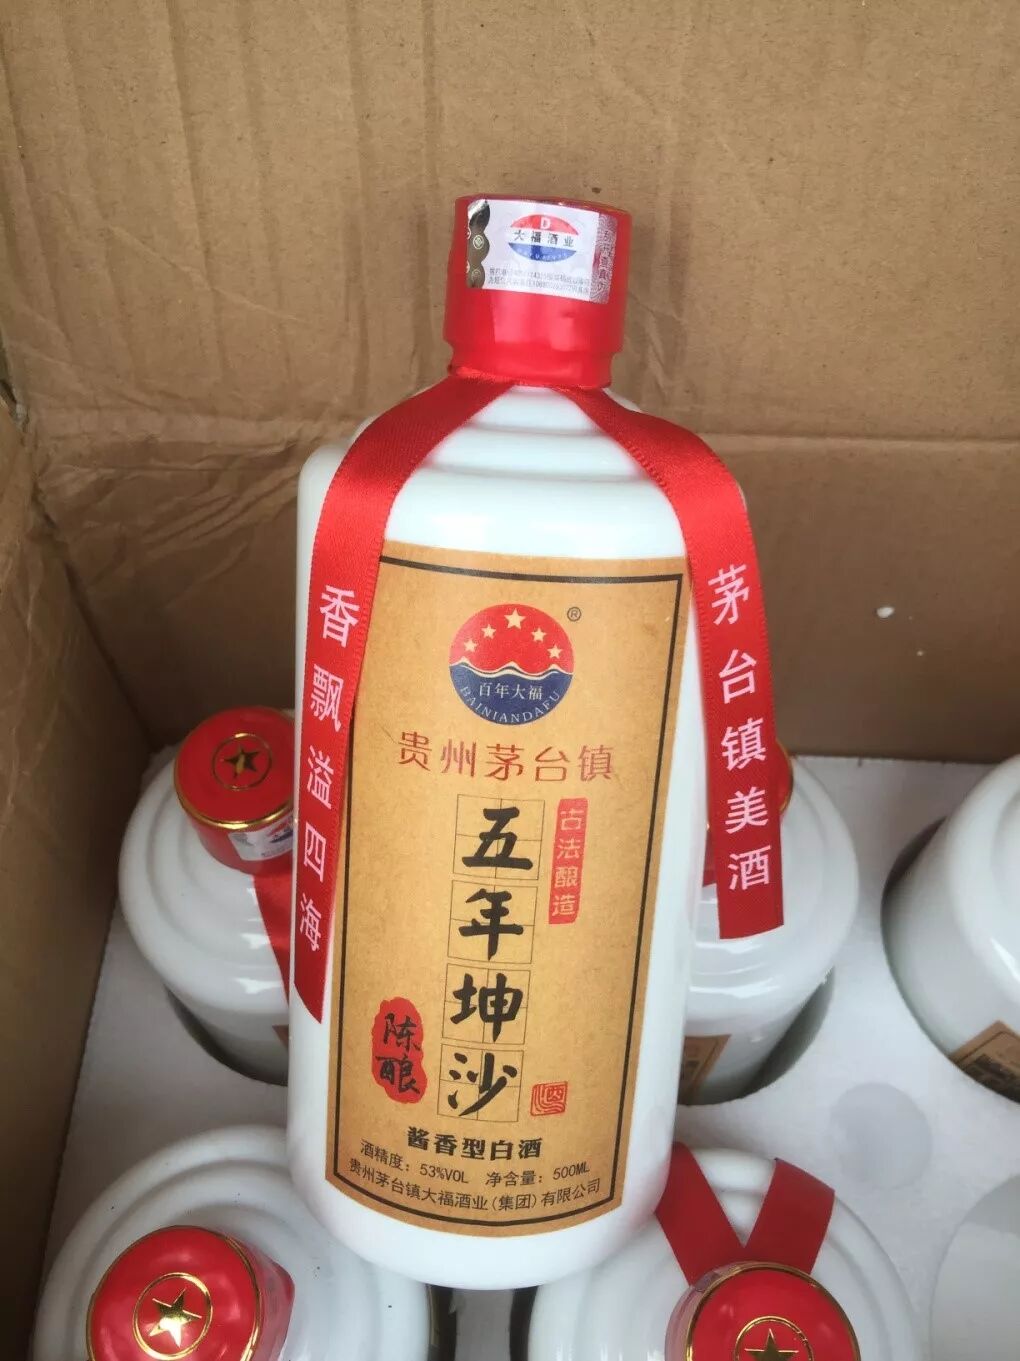 D
大福酒业
香飘溢四海
茅台镇美酒
®
百年大福
BAINIANDAFU
贵州茅台镇
五年坤沙
古法酿造
陈酿
酒
酱香型白酒
酒精度：53%VOL 净含量：500ML
贵州茅台镇大福酒业(集团)有限公司